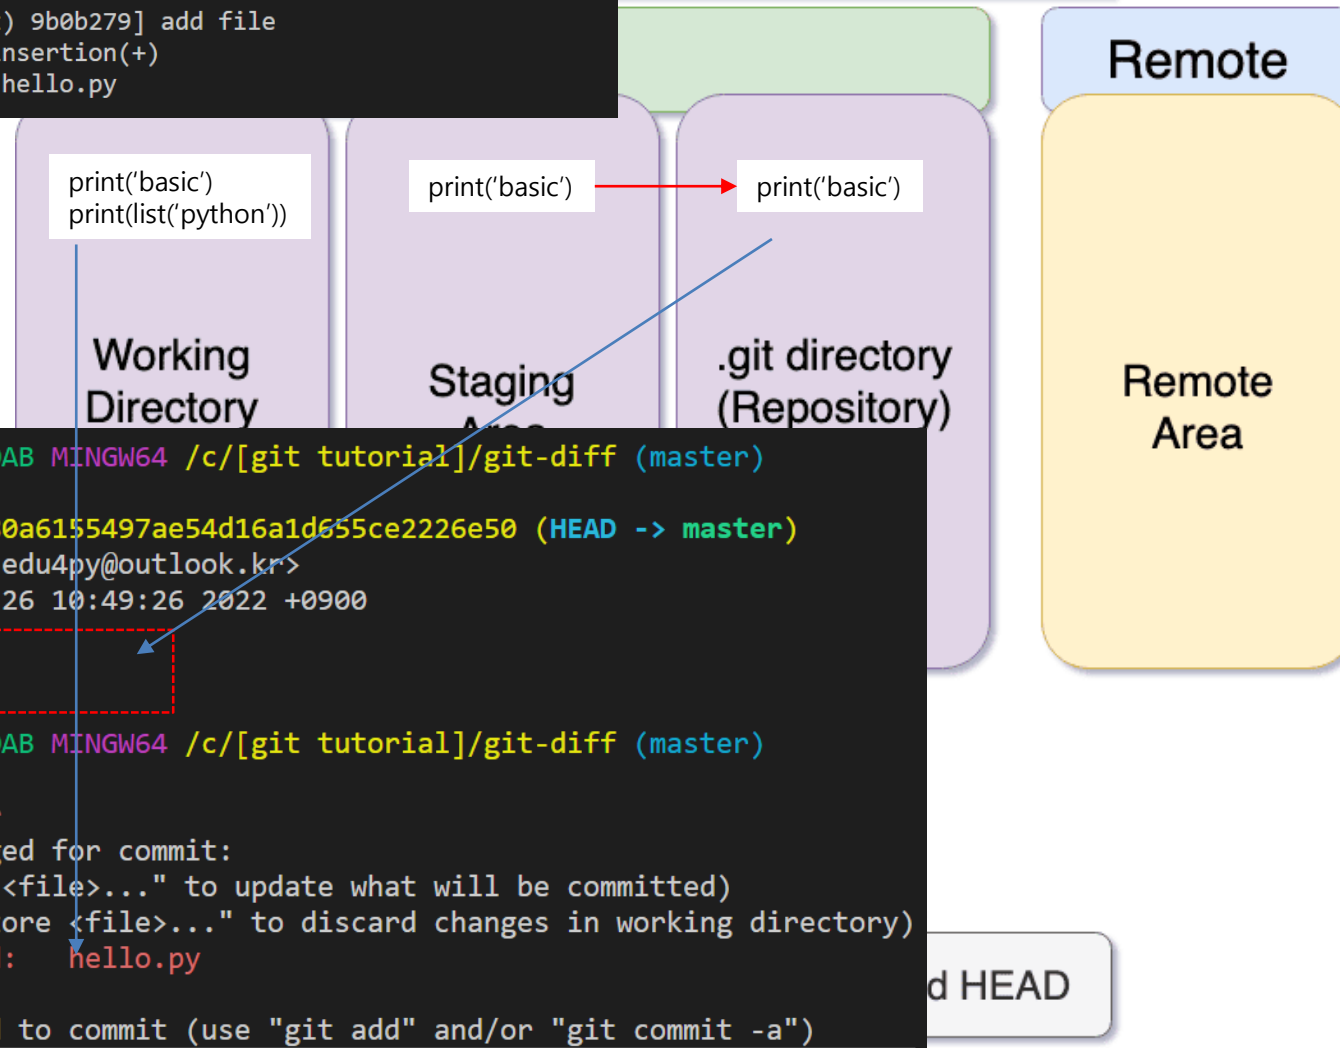 ) 9b0b279] add file
nsertion(+)
hello.py
Remote
print(‘basic’)
print(list(‘python’))
print(‘basic’)
print(‘basic’)
Working
Directory
Staging
Area
.git directory
(Repository)
Remote
Area
AB MINGW64 /c/[git tutorial]/git-diff (master)
0a6155497ae54d16a1d655ce2226e50 (HEAD -> master)
edu4py@outlook.kr>
26 10:49:26 2022 +0900
AB MINGW64 /c/[git tutorial]/git-diff (master)
ed for commit:
<file>..." to update what will be committed)
ore <file>..." to discard changes in working directory)
: hello.py
to commit (use "git add" and/or "git commit -a")
d HEAD